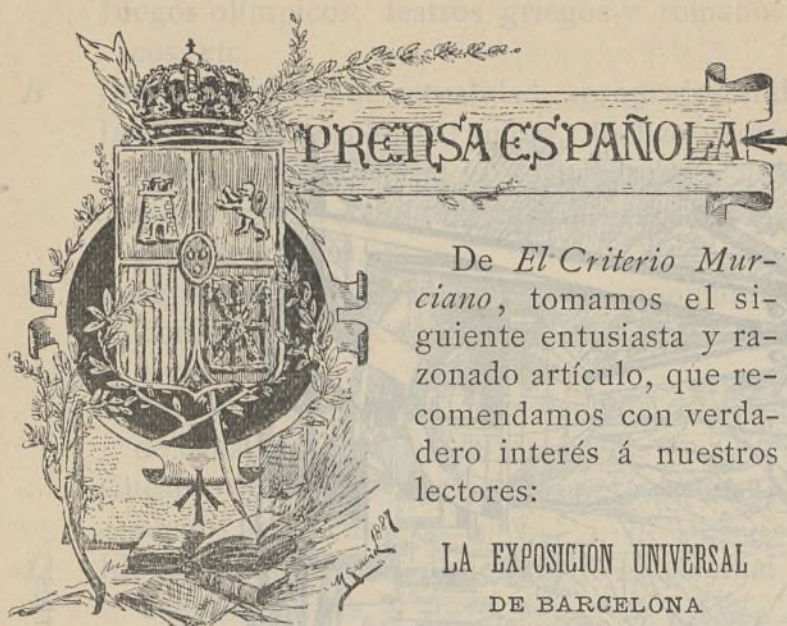 PRENSA ESPAÑOLA
De El Criterio Mur-
ciano, tomamos el si-
guiente entusiasta y ra-
zonado artículo, que re-
comendamos con verda-
dero interés á nuestros
lectores:
LA EXPOSICION UNIVERSAL
DE BARCELONA
1887